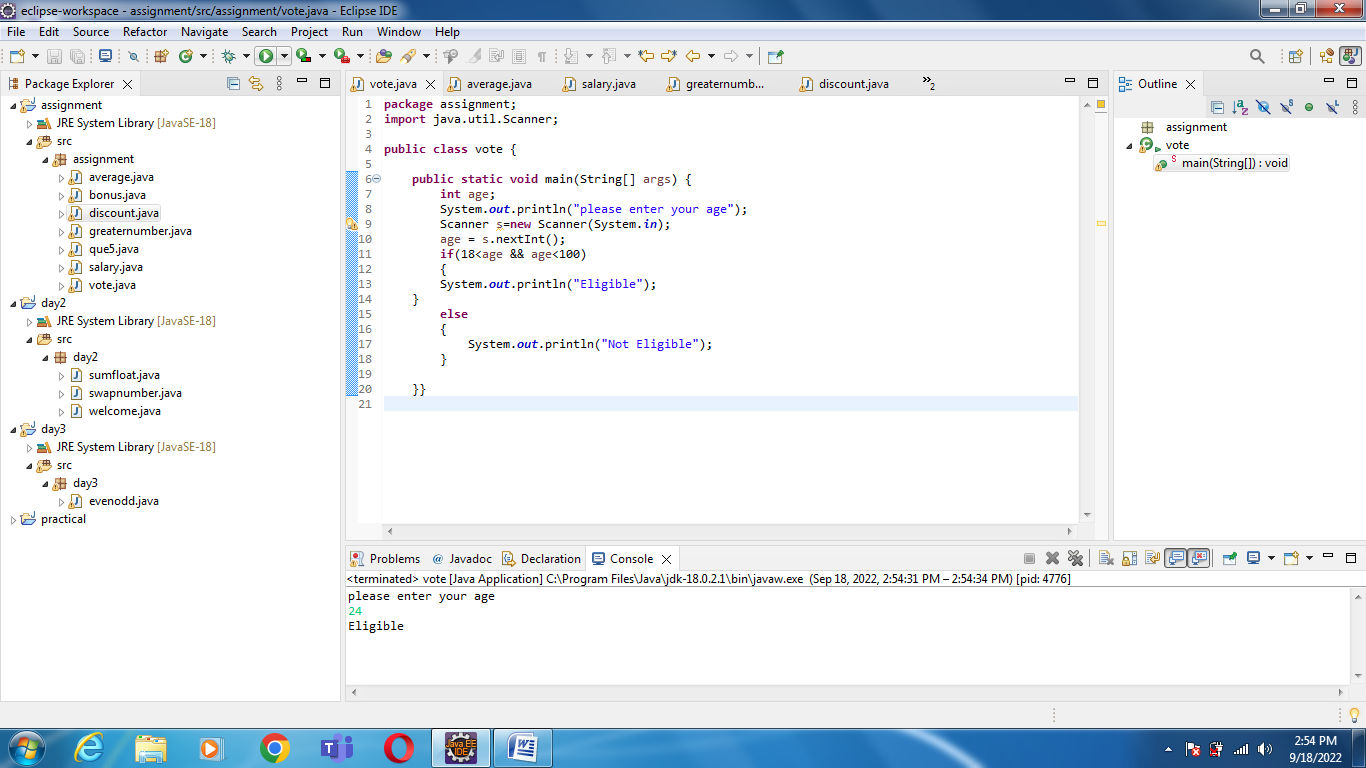 eclipse-workspace - assignment/src/assignment/vote.java - Eclipse IDE
File Edit Source Refactor Navigate Search Project Run Window Help
Package Explorer
assignment
JRE System Library [JavaSE-18]
src
assignment
average.java
bonus.java
discount.java
greaternumber.java
que5.java
salary.java
vote.java
day2
JRE System Library [JavaSE-18]
src
day2
sumfloat.java
swapnumber.java
welcome.java
day3
JRE System Library [JavaSE-18]
src
day3
evenodd.java
practical
vote.java average.java salary.java greaternumb... discount.java »2
1 package assignment;
2 import java.util.Scanner;
3
4 public class vote {
5
6 public static void main(String[] args) {
7 int age;
8 System.out.println("please enter your age");
9 Scanner s=new Scanner(System.in);
10 age = s.nextInt();
11 if(18<age && age<100)
12 {
13 System.out.println("Eligible");
14 }
15 else
16 {
17 System.out.println("Not Eligible");
18 }
19
20 }}
21
Outline
assignment
vote
main(String[]) : void
Problems @ Javadoc Declaration Console
<terminated> vote [Java Application] C:\Program Files\Java\jdk-18.0.2.1\bin\javaw.exe (Sep 18, 2022, 2:54:31 PM – 2:54:34 PM) [pid: 4776]
please enter your age
24
Eligible
Java EE
IDE
2:54 PM
9/18/2022